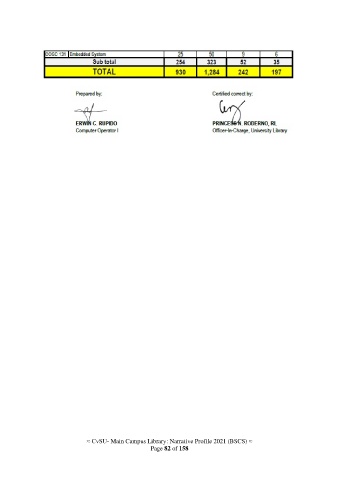 COSC 131 Embedded System 25 50 9 6
Sub total 254 323 52 35
TOTAL 930 1,284 242 197
Prepared by: Certified correct by:
ERWIN C. RUPIDO PRINCESS N. RODERNO, RL
Computer Operator I Officer-In-Charge, University Library
= CvSU- Main Campus Library: Narrative Profile 2021 (BSCS) =
Page 82 of 158